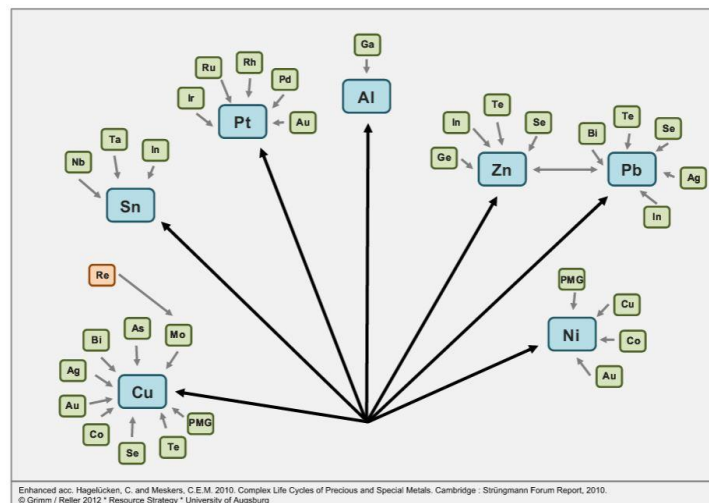 Ga
Al
Ru
Rh
Pd
Ir
Au
Pt
In
Te
Se
Ge
Zn
Bi
Te
Se
Ag
In
Pb
Nb
Ta
In
Sn
Re
Bi
As
Mo
Ag
Au
Co
Se
Te
PMG
Cu
PMG
Cu
Co
Au
Ni
Enhanced acc. Hagelücken, C. and Meskers, C.E.M. 2010. Complex Life Cycles of Precious and Special Metals. Cambridge : Strüngmann Forum Report, 2010.
© Grimm / Reller 2012 * Resource Strategy * University of Augsburg